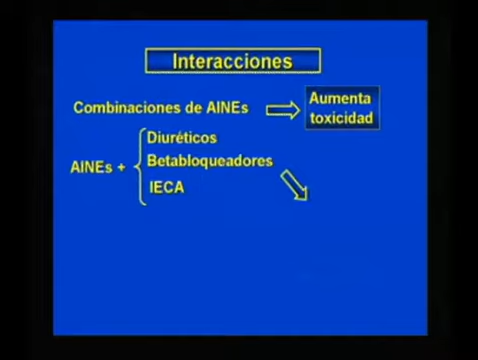 Interacciones
Combinaciones de AINEs
Aumenta
toxicidad
AINEs +
Diuréticos
Betabloqueadores
IECA